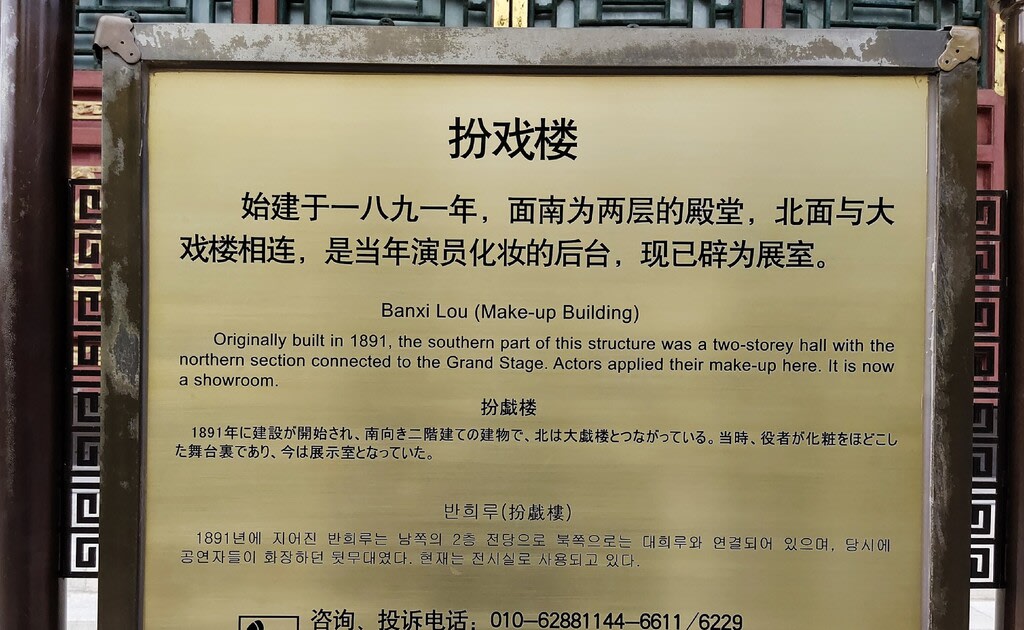 扮戏楼
始建于一八九一年，面南为两层的殿堂，北面与大
戏楼相连，是当年演员化妆的后台，现已辟为展室。
Banxi Lou (Make-up Building)
Originally built in 1891, the southern part of this structure was a two-storey hall with the
northern section connected to the Grand Stage. Actors applied their make-up here. It is now
a showroom.
扮戯楼
1891年に建設が開始され、南向き二階建ての建物で、北は大戯楼とつながっている。当時、役者が化粧をほどこし
た舞台裏であり、今は展示室となっていた。
반희루(扮戱樓)
1891년에 지어진 반희루는 남쪽의 2층 전당으로 북쪽으로는 대희루와 연결되어 있으며, 당시에
공연자들이 화장하던 뒷무대였다. 현재는 전시실로 사용되고 있다.
咨询、投诉电话：010—62881144—6611/6229